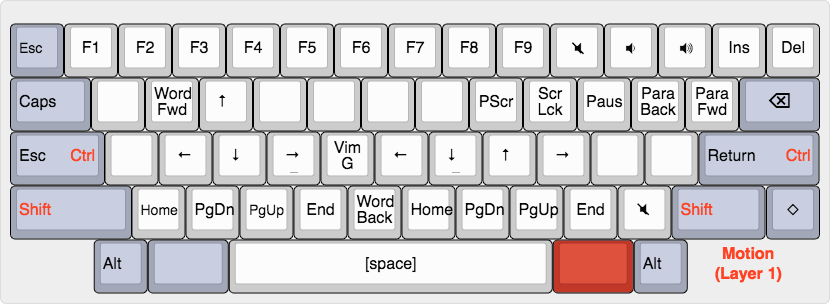 Esc F1 F2 F3 F4 F5 F6 F7 F8 F9 Ins Del
Caps Word Fwd ↑ PScr Scr Lck Paus Para Back Para Fwd ⌫
Esc Ctrl ← ↓ → Vim G ← ↓ ↑ → Return Ctrl
Shift Home PgDn PgUp End Word Back Home PgDn PgUp End Shift ◇
Alt [space] Alt
Motion
(Layer 1)